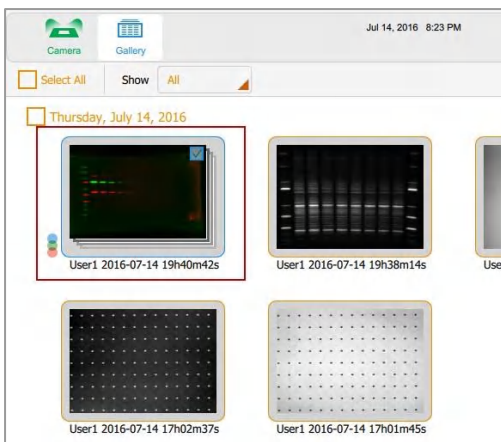 Jul 14, 2016 8:23 PM
Camera
Gallery
Select All
Show
All
Thursday, July 14, 2016
User1 2016-07-14 19h40m42s
User1 2016-07-14 19h38m14s
Use
User1 2016-07-14 17h02m37s
User1 2016-07-14 17h01m45s